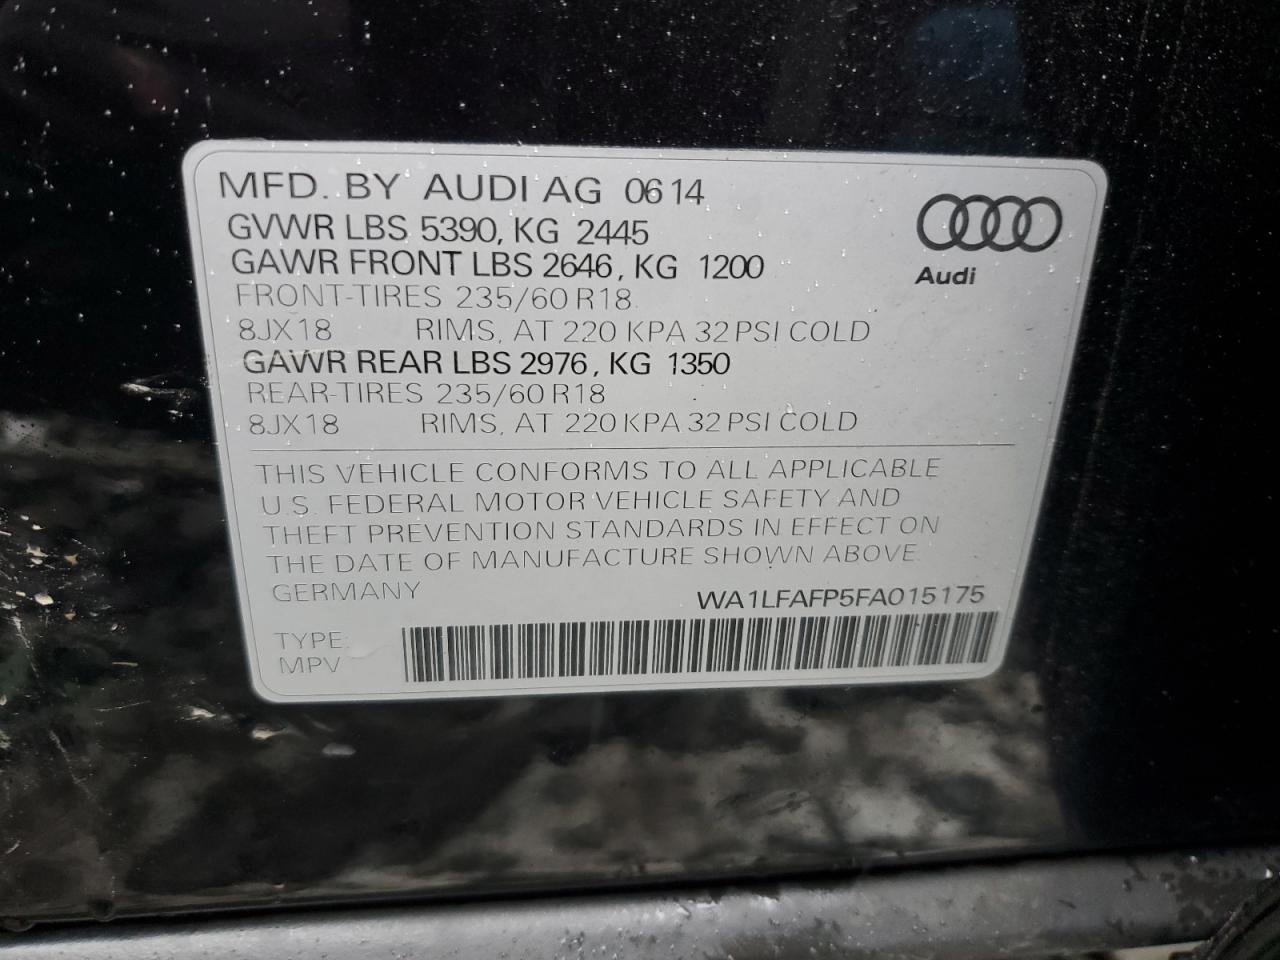 MFD. BY AUDI AG 06 14
GVWR LBS 5390, KG 2445
GAWR FRONT LBS 2646, KG 1200
FRONT-TIRES 235/60 R18
8JX18 RIMS, AT 220 KPA 32 PSI COLD
GAWR REAR LBS 2976, KG 1350
REAR-TIRES 235/60 R18
8JX18 RIMS, AT 220 KPA 32 PSI COLD
Audi
THIS VEHICLE CONFORMS TO ALL APPLICABLE
U.S. FEDERAL MOTOR VEHICLE SAFETY AND
THEFT PREVENTION STANDARDS IN EFFECT ON
THE DATE OF MANUFACTURE SHOWN ABOVE.
GERMANY WA1LFAFP5FA015175
TYPE:
MPV